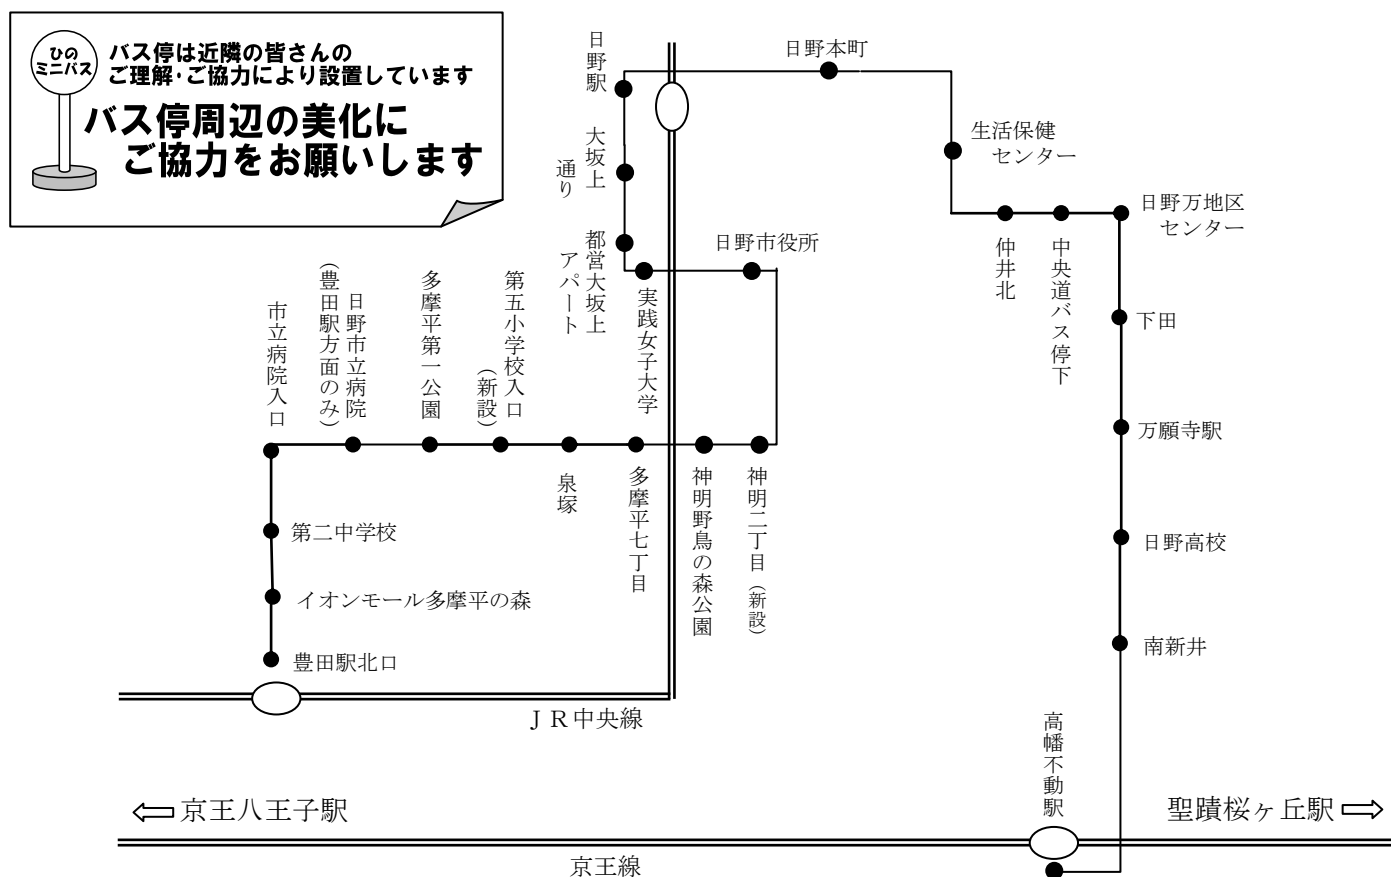 ひの
ミニバス
バス停は近隣の皆さんの
ご理解・ご協力により設置しています
バス停周辺の美化に
ご協力をお願いします
日野駅
日野本町
生活保健
センター
大坂上
通り
日野万地区
センター
仲井北
中央道バス停下
都営大坂上
アパート
日野市役所
実践女子大学
下田
市立病院入口
日野市立病院
（豊田駅方面のみ）
多摩平第一公園
第五小学校入口
（新設）
泉塚
多摩平七丁目
神明野鳥の森公園
神明二丁目（新設）
万願寺駅
第二中学校
日野高校
イオンモール多摩平の森
南新井
豊田駅北口
ＪＲ中央線
高幡不動駅
京王八王子駅
聖蹟桜ヶ丘駅
京王線